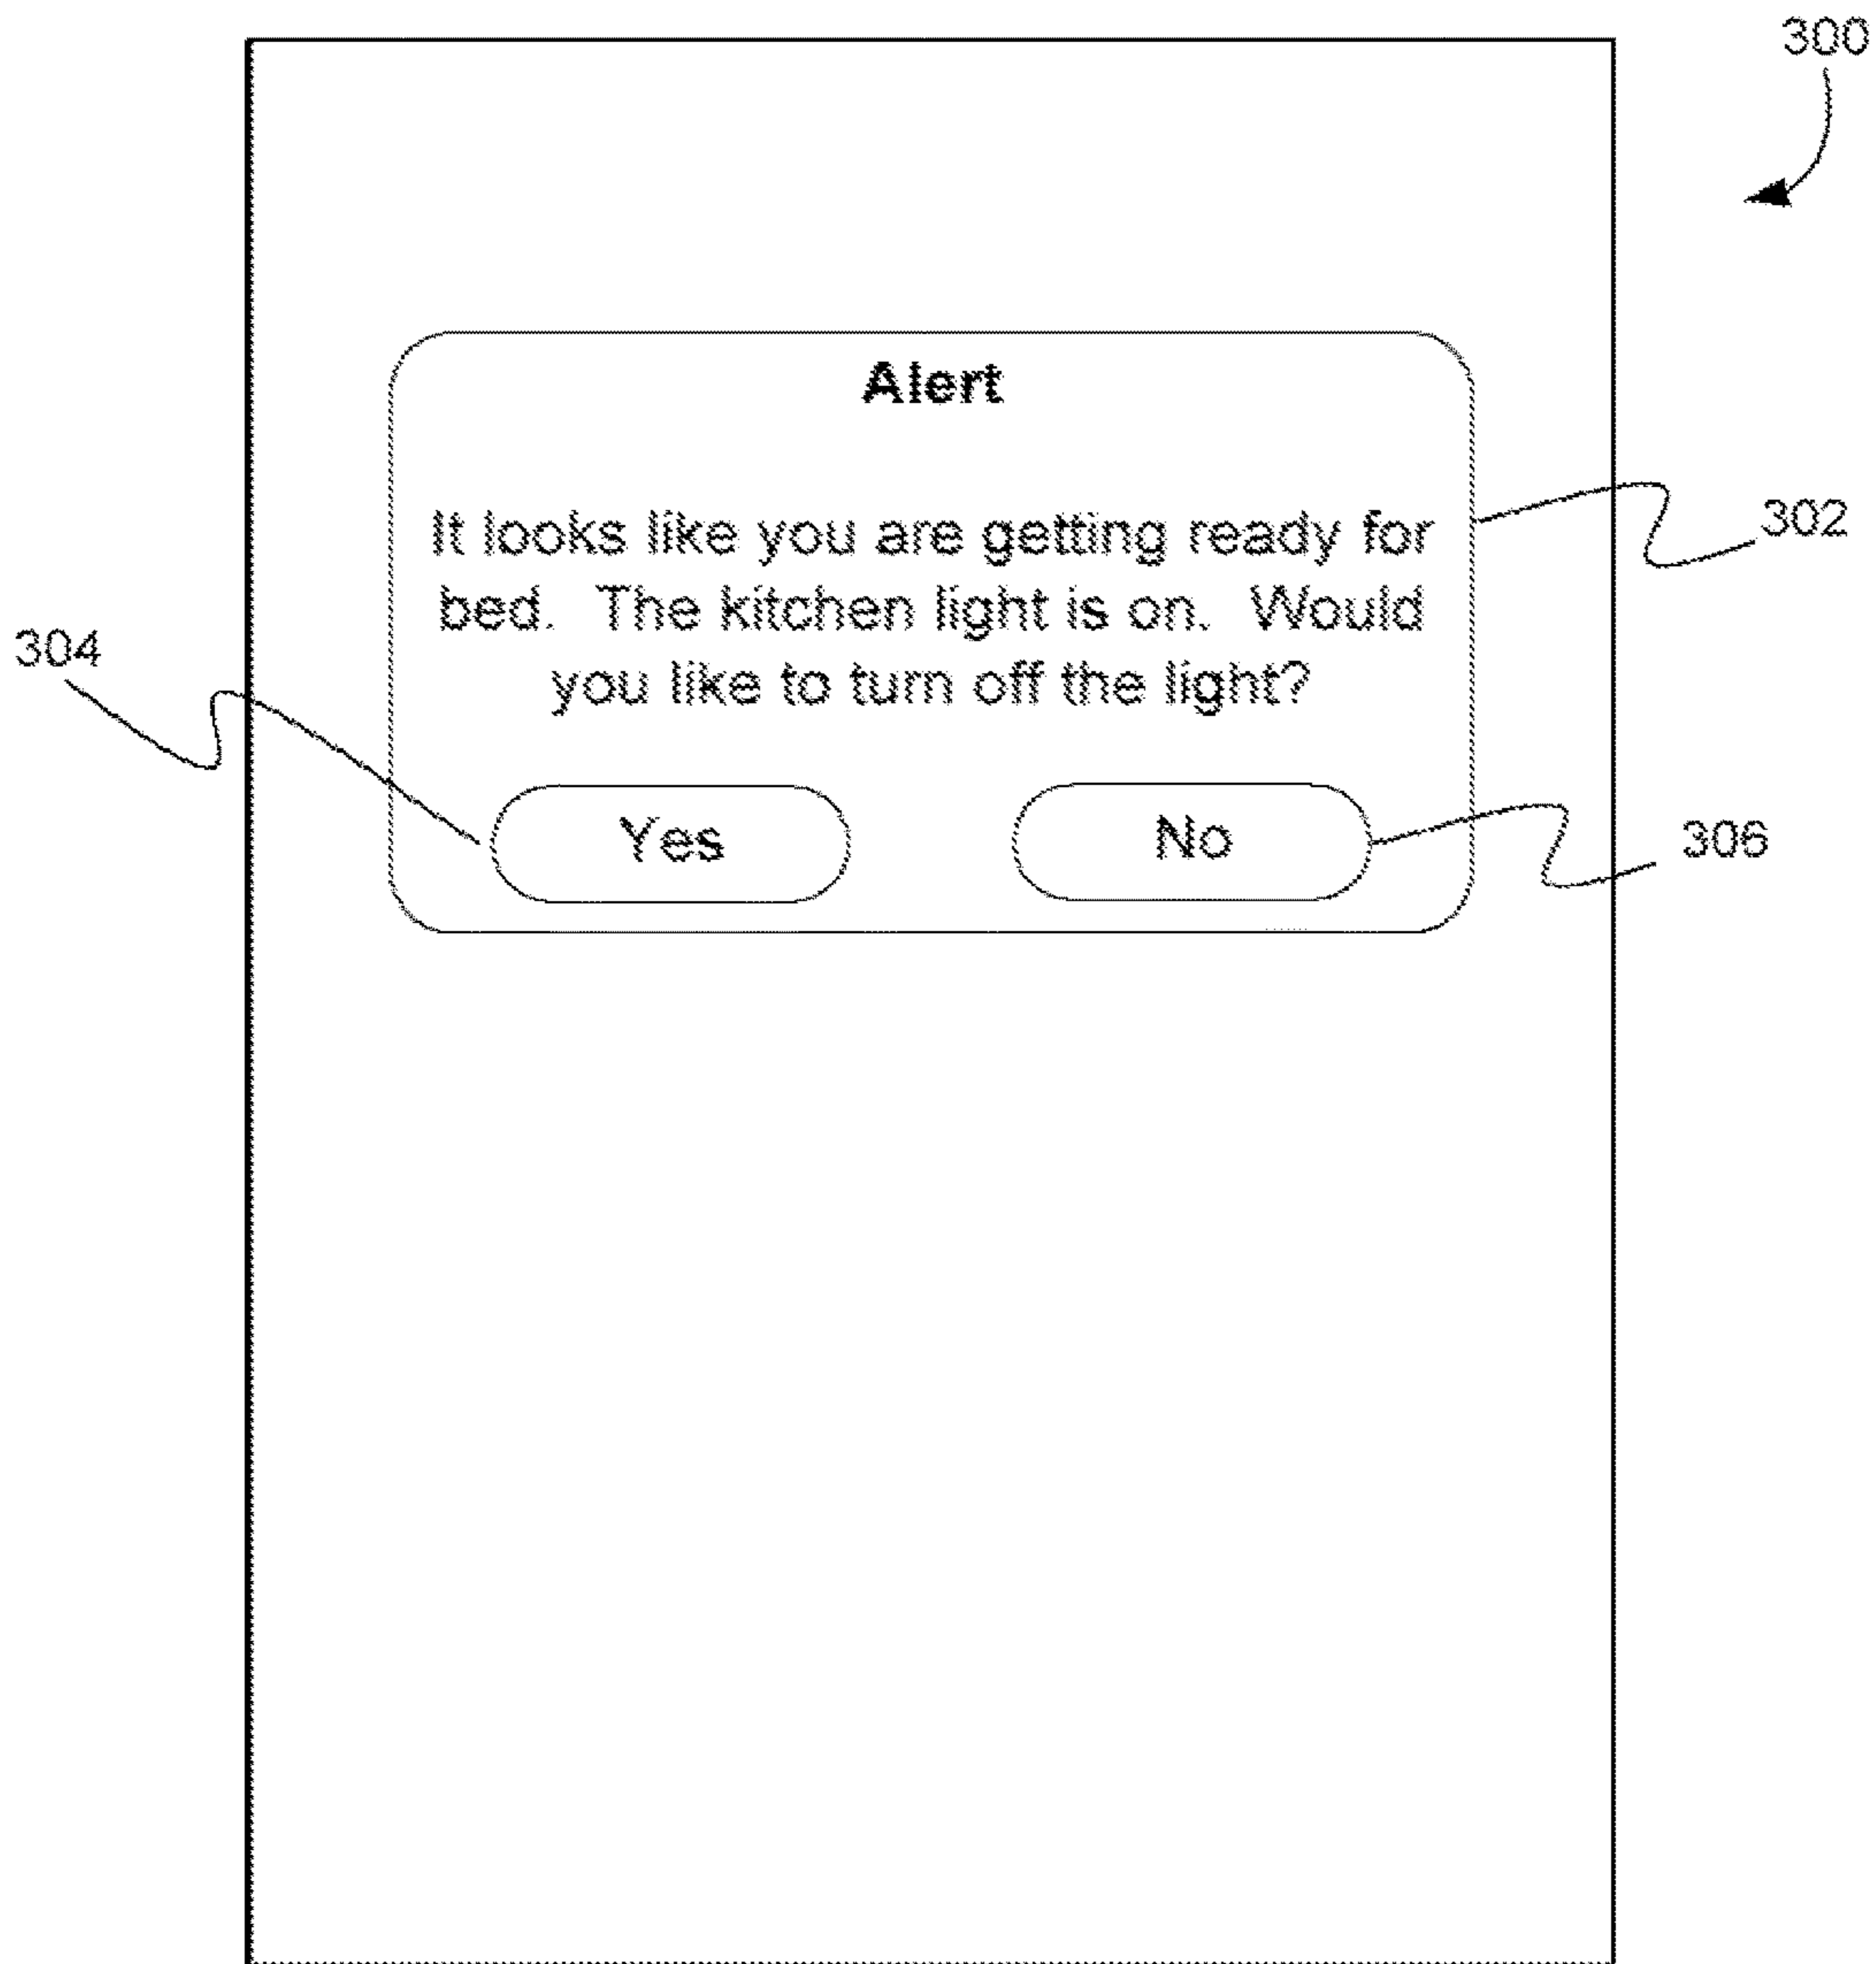 300
Alert
It looks like you are getting ready for
bed. The kitchen light is on. Would
you like to turn off the light?
302
304
Yes
No
306